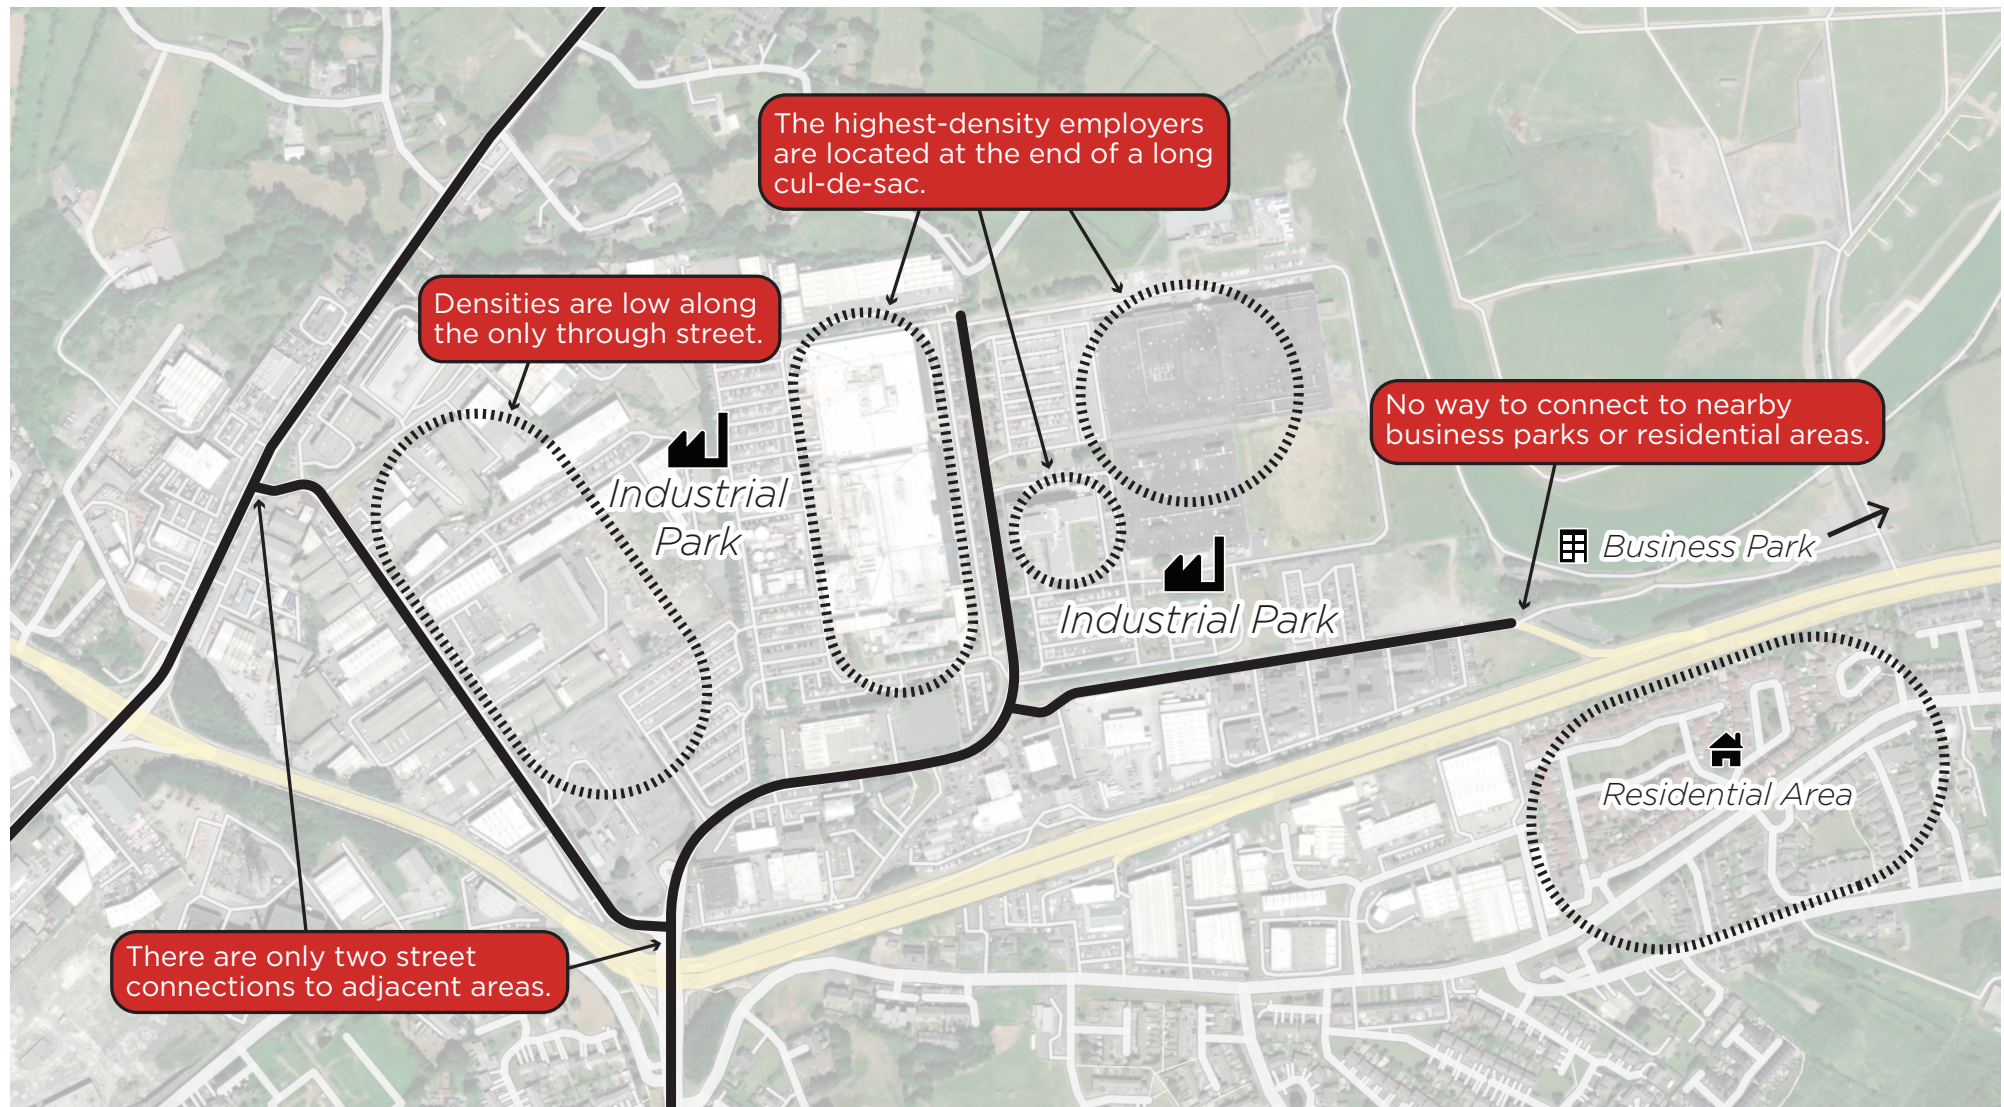 The highest-density employers
are located at the end of a long
cul-de-sac.
Densities are low along
the only through street.
No way to connect to nearby
business parks or residential areas.
Industrial
Park
Business Park
Industrial Park
Residential Area
There are only two street
connections to adjacent areas.